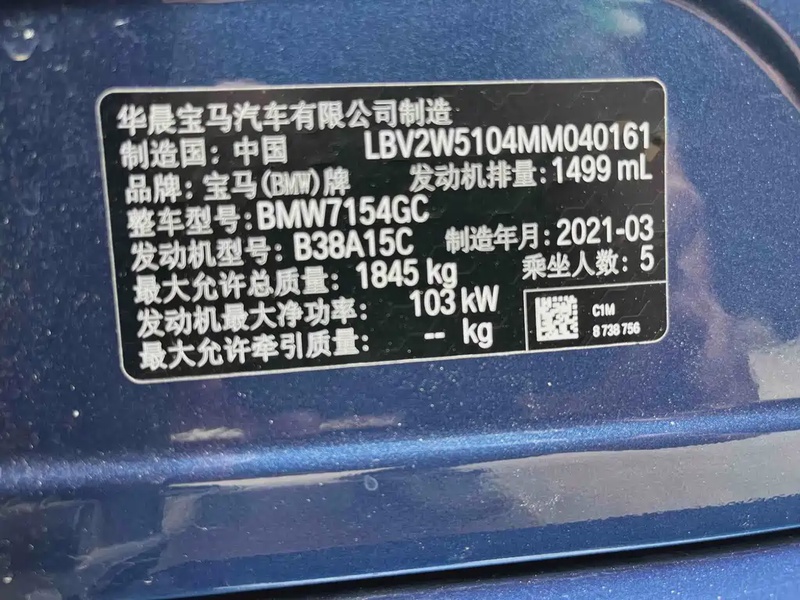 华晨宝马汽车有限公司制造
制造国: 中国 LBV2W5104MM040161
品牌: 宝马(BMW)牌 发动机排量: 1499 mL
整车型号: BMW7154GC
发动机型号: B38A15C 制造年月: 2021-03
最大允许总质量: 1845 kg 乘坐人数: 5
发动机最大净功率: 103 kW
最大允许牵引质量: -- kg
C1M
8 738 756